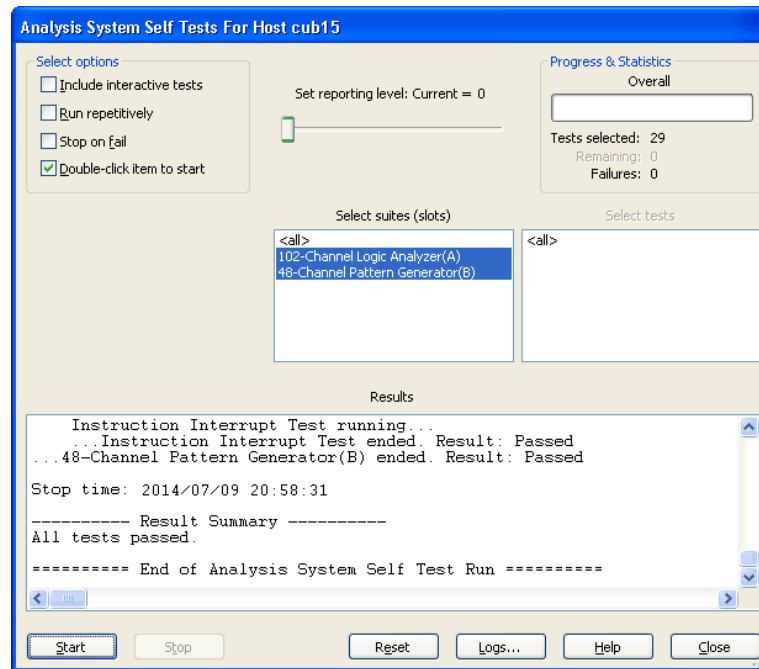 Analysis System Self Tests For Host cub15
Select options
Include interactive tests
Run repetitively
Stop on fail
Double-click item to start
Set reporting level: Current = 0
Progress & Statistics
Overall
Tests selected: 29
Remaining: 0
Failures: 0
Select suites (slots)
<all>
102-Channel Logic Analyzer(A)
48-Channel Pattern Generator(B)
Select tests
<all>
Results
Instruction Interrupt Test running...
...Instruction Interrupt Test ended. Result: Passed
...48-Channel Pattern Generator(B) ended. Result: Passed
Stop time: 2014/07/09 20:58:31
---------- Result Summary ----------
All tests passed.
========== End of Analysis System Self Test Run ==========
Start
Stop
Reset
Logs...
Help
Close